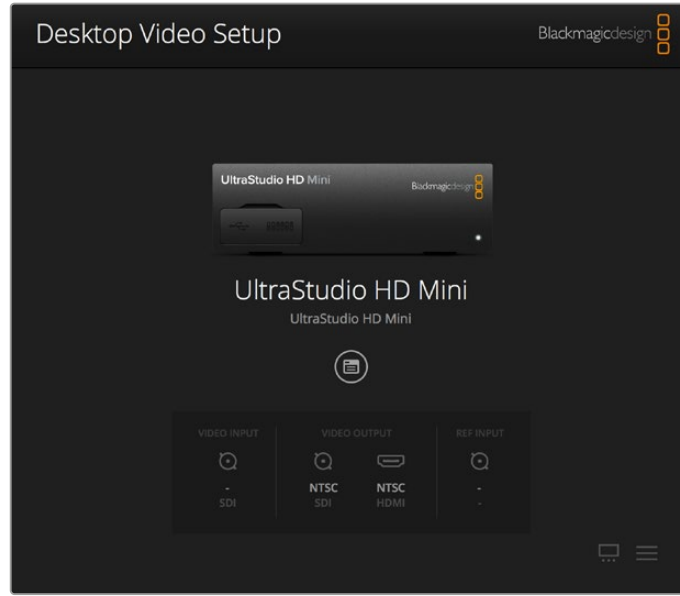 Desktop Video Setup
Blackmagicdesign
UltraStudio HD Mini
Blackmagicdesign
UltraStudio HD Mini
UltraStudio HD Mini
VIDEO INPUT VIDEO OUTPUT REF INPUT
- NTSC NTSC -
SDI SDI HDMI -